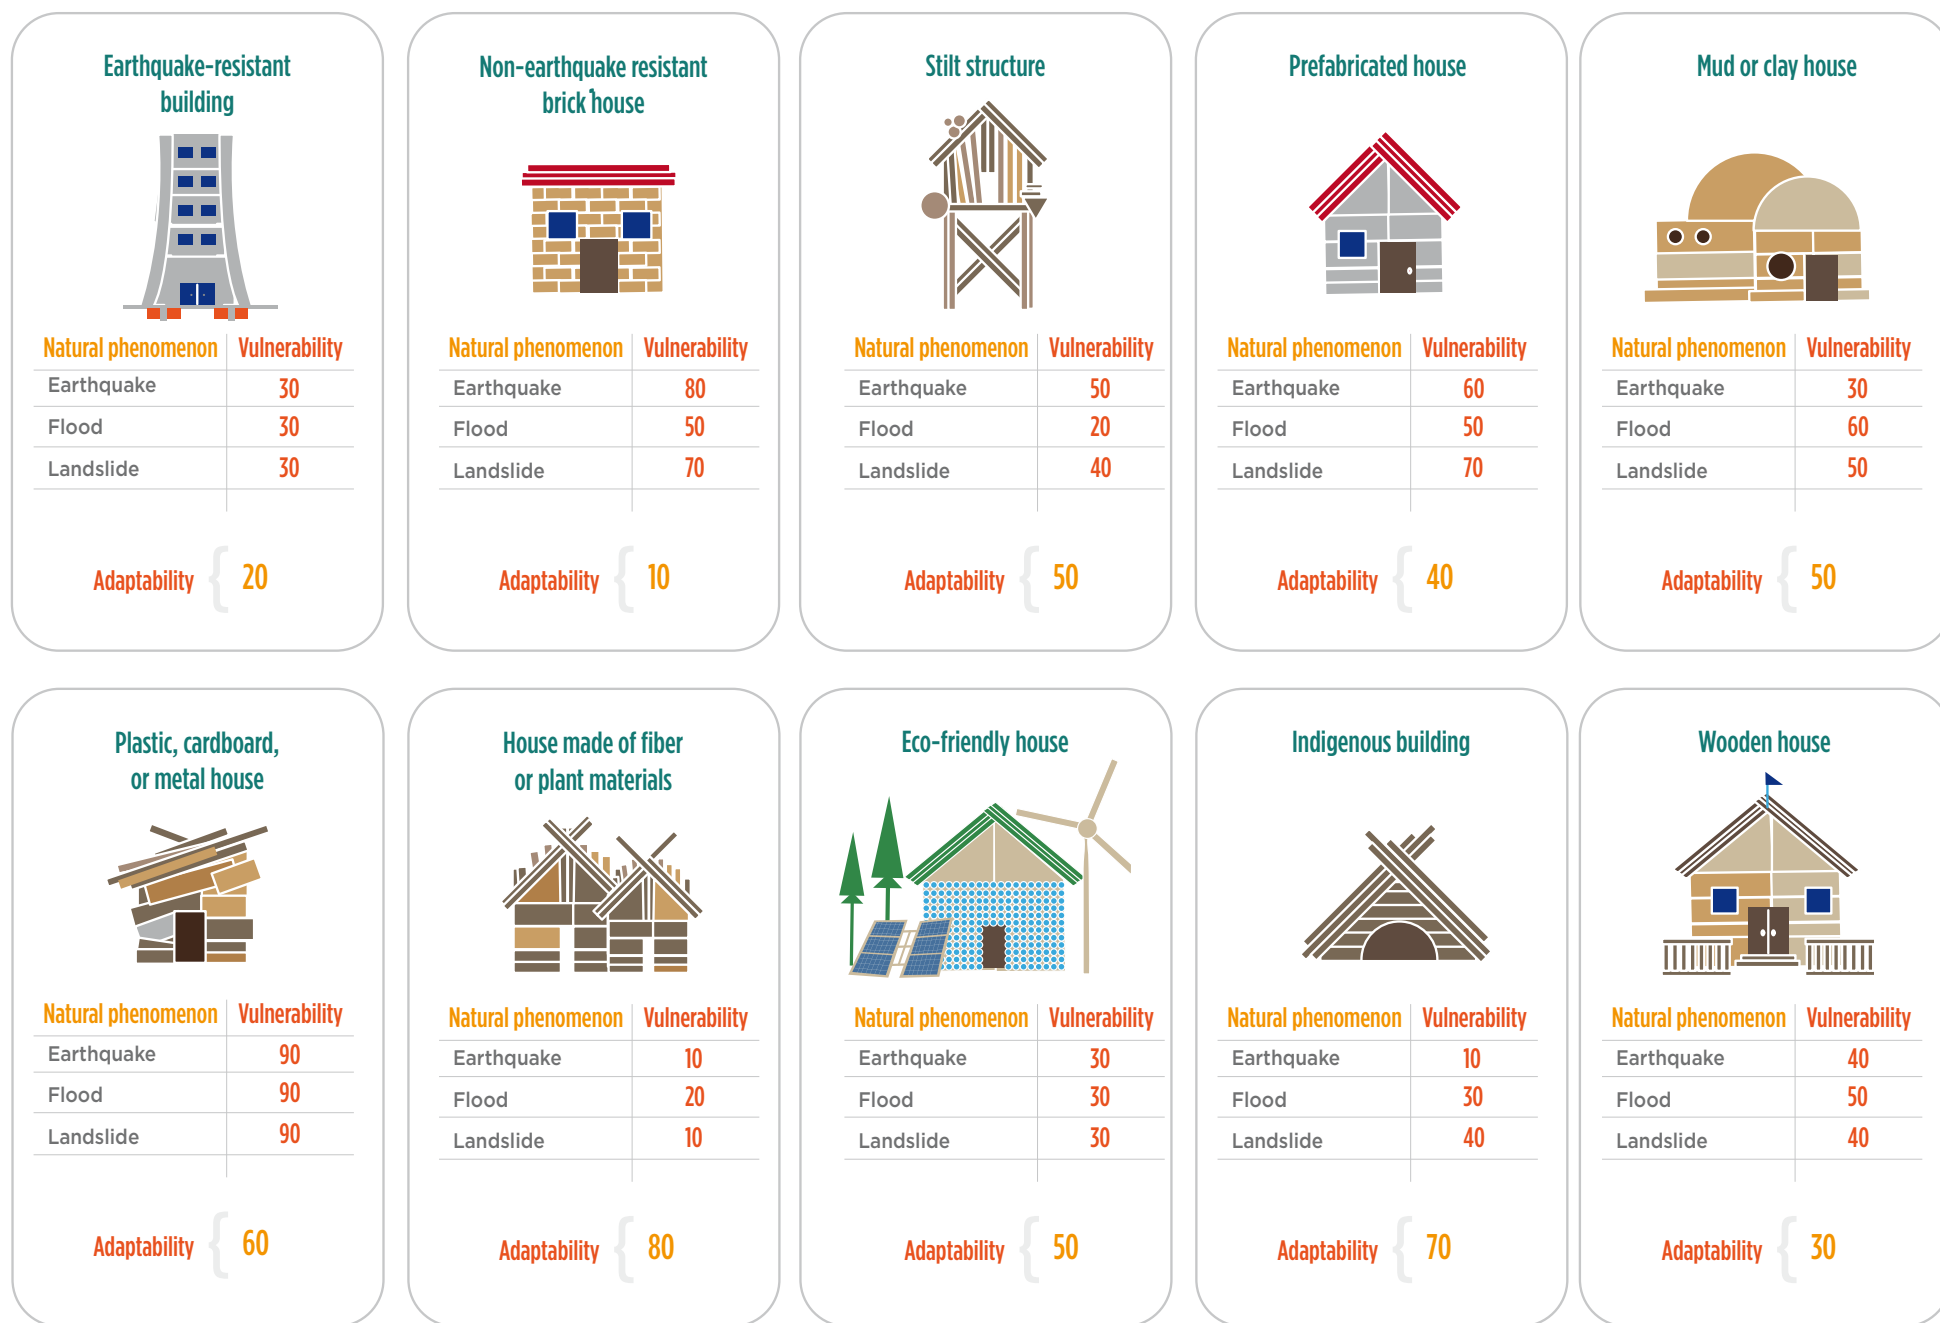 Earthquake-resistant
building
Natural phenomenon Vulnerability
Earthquake 30
Flood 30
Landslide 30
Adaptability { 20
Non-earthquake resistant
brick house
Natural phenomenon Vulnerability
Earthquake 80
Flood 50
Landslide 70
Adaptability { 10
Stilt structure
Natural phenomenon Vulnerability
Earthquake 50
Flood 20
Landslide 40
Adaptability { 50
Prefabricated house
Natural phenomenon Vulnerability
Earthquake 60
Flood 50
Landslide 70
Adaptability { 40
Mud or clay house
Natural phenomenon Vulnerability
Earthquake 30
Flood 60
Landslide 50
Adaptability { 50
Plastic, cardboard,
or metal house
Natural phenomenon Vulnerability
Earthquake 90
Flood 90
Landslide 90
Adaptability { 60
House made of fiber
or plant materials
Natural phenomenon Vulnerability
Earthquake 10
Flood 20
Landslide 10
Adaptability { 80
Eco-friendly house
Natural phenomenon Vulnerability
Earthquake 30
Flood 30
Landslide 30
Adaptability { 50
Indigenous building
Natural phenomenon Vulnerability
Earthquake 10
Flood 30
Landslide 40
Adaptability { 70
Wooden house
Natural phenomenon Vulnerability
Earthquake 40
Flood 50
Landslide 40
Adaptability { 30